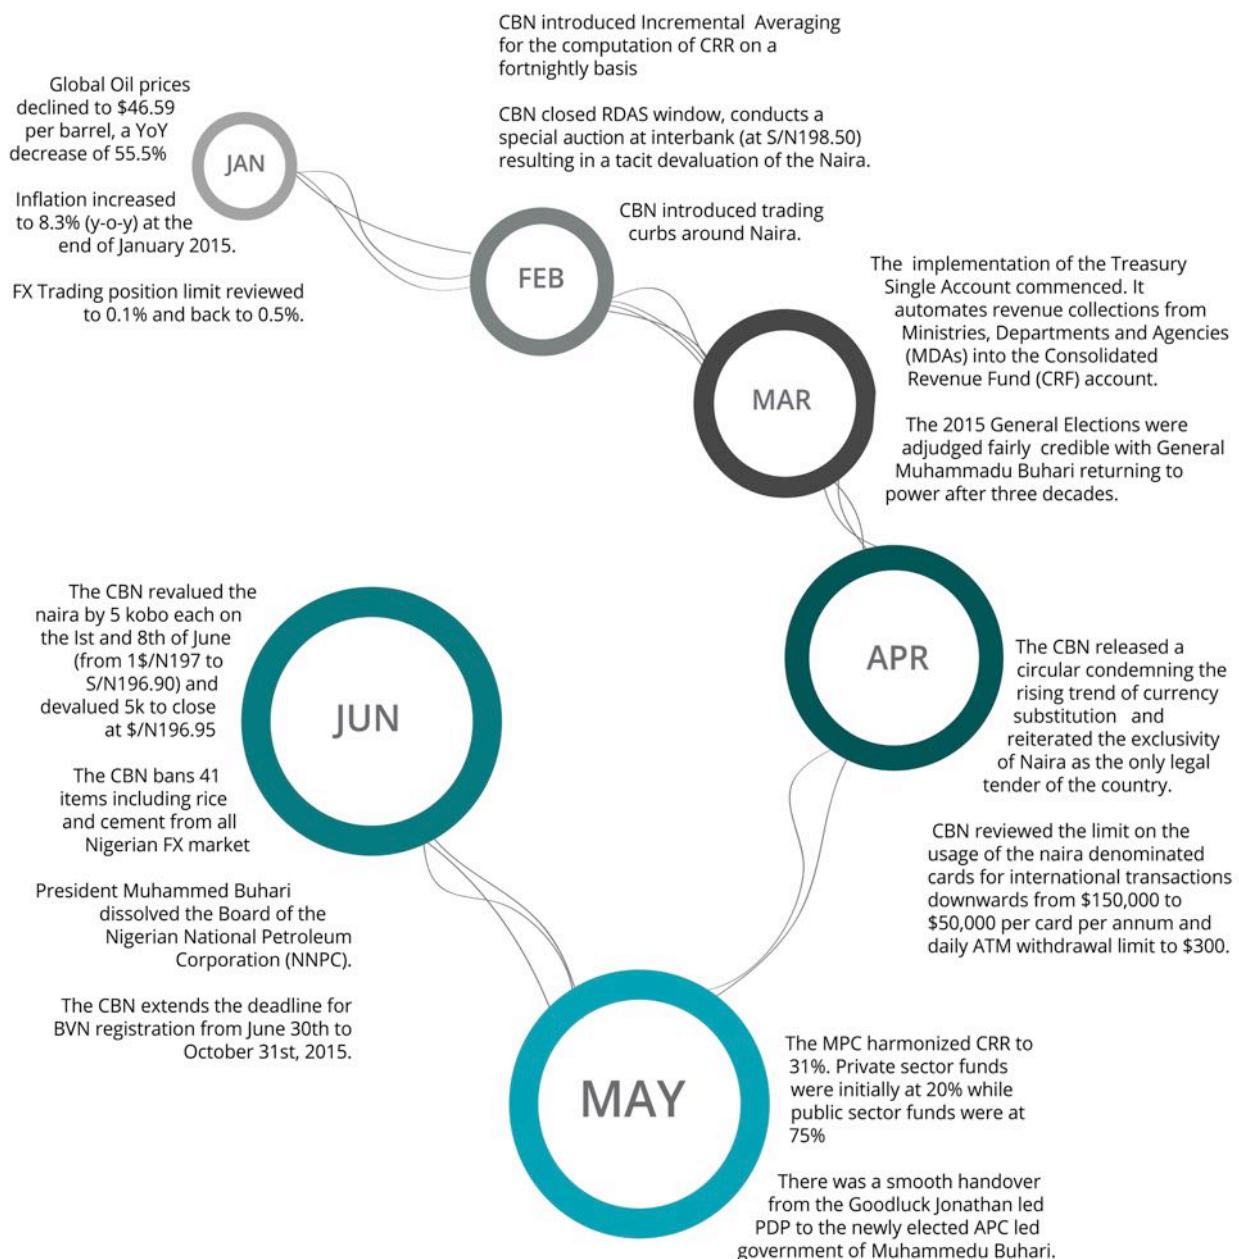 Global Oil prices
declined to $46.59
per barrel, a YoY
decrease of 55.5%
Inflation increased
to 8.3% (y-o-y) at the
end of January 2015.
FX Trading position limit reviewed
to 0.1% and back to 0.5%.
JAN
CBN introduced Incremental Averaging
for the computation of CRR on a
fortnightly basis
CBN closed RDAS window, conducts a
special auction at interbank (at S/N198.50)
resulting in a tacit devaluation of the Naira.
CBN introduced trading
curbs around Naira.
FEB
The implementation of the Treasury
Single Account commenced. It
automates revenue collections from
Ministries, Departments and Agencies
(MDAs) into the Consolidated
Revenue Fund (CRF) account.
The 2015 General Elections were
adjudged fairly credible with General
Muhammadu Buhari returning to
power after three decades.
MAR
APR
The CBN released a
circular condemning the
rising trend of currency
substitution and
reiterated the exclusivity
of Naira as the only legal
tender of the country.
CBN reviewed the limit on the
usage of the naira denominated
cards for international transactions
downwards from $150,000 to
$50,000 per card per annum and
daily ATM withdrawal limit to $300.
MAY
The MPC harmonized CRR to
31%. Private sector funds
were initially at 20% while
public sector funds were at
75%
There was a smooth handover
from the Goodluck Jonathan led
PDP to the newly elected APC led
government of Muhammedu Buhari.
JUN
The CBN revalued the
naira by 5 kobo each on
the Ist and 8th of June
(from 1$/N197 to
S/N196.90) and
devalued 5k to close
at $/N196.95
The CBN bans 41
items including rice
and cement from all
Nigerian FX market
President Muhammed Buhari
dissolved the Board of the
Nigerian National Petroleum
Corporation (NNPC).
The CBN extends the deadline for
BVN registration from June 30th to
October 31st, 2015.